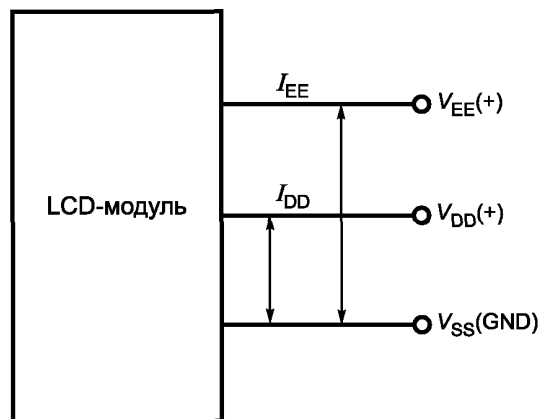 I_EE
V_EE(+)
LCD-модуль
I_DD
V_DD(+)
V_SS(GND)